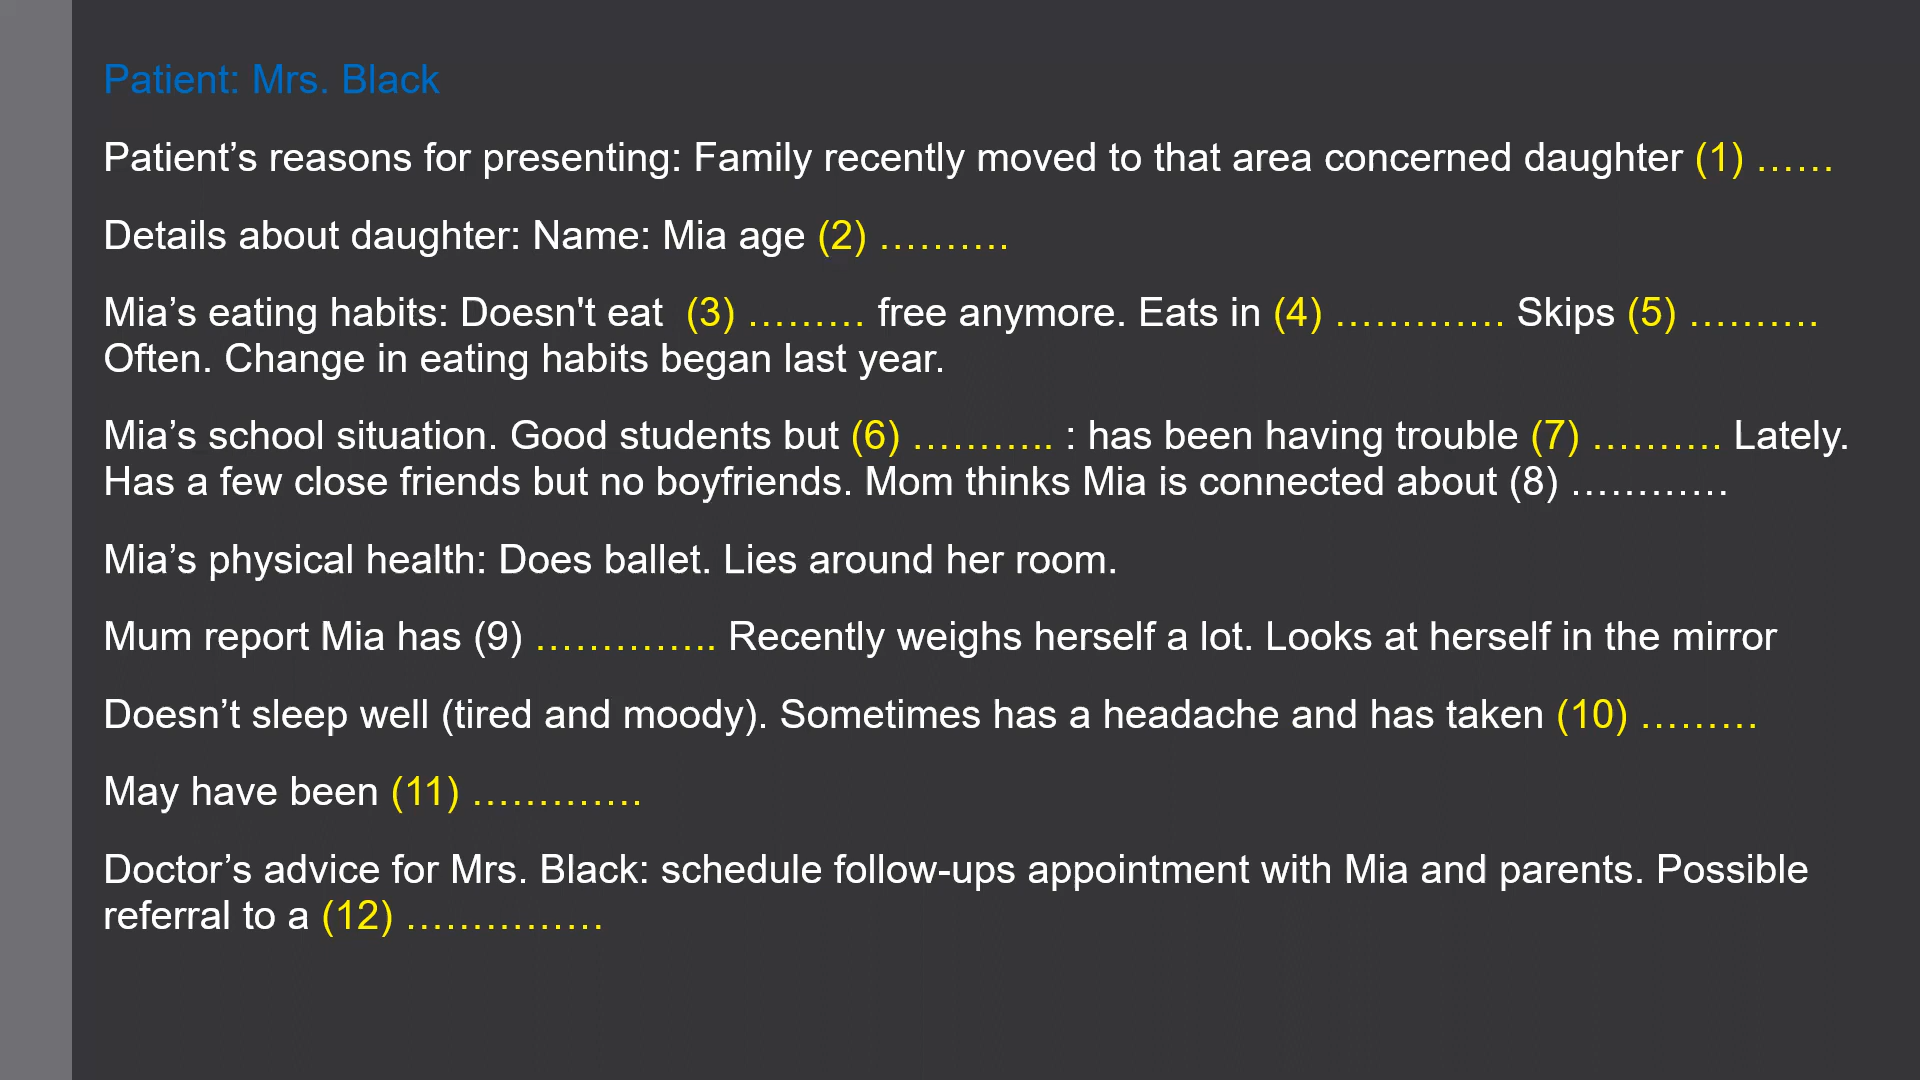 Patient: Mrs. Black
Patient’s reasons for presenting: Family recently moved to that area concerned daughter (1) ……
Details about daughter: Name: Mia age (2) ……….
Mia’s eating habits: Doesn't eat  (3) ……… free anymore. Eats in (4) …………. Skips (5) ……….
Often. Change in eating habits began last year.
Mia’s school situation. Good students but (6) ……….. : has been having trouble (7) ………. Lately.
Has a few close friends but no boyfriends. Mom thinks Mia is connected about (8) …………
Mia’s physical health: Does ballet. Lies around her room.
Mum report Mia has (9) ………….. Recently weighs herself a lot. Looks at herself in the mirror
Doesn’t sleep well (tired and moody). Sometimes has a headache and has taken (10) ………
May have been (11) ………….
Doctor’s advice for Mrs. Black: schedule follow-ups appointment with Mia and parents. Possible
referral to a (12) ……………